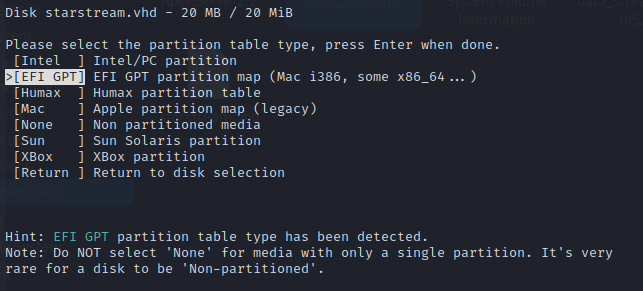 System Volume
Information
Disk starstream.vhd - 20 MB / 20 MiB
Please select the partition table type, press Enter when done.
[Intel  ] Intel/PC partition
>[EFI GPT] EFI GPT partition map (Mac i386, some x86_64...)
[Humax  ] Humax partition table
[Mac    ] Apple partition map (legacy)
[None   ] Non partitioned media
[Sun    ] Sun Solaris partition
[XBox   ] XBox partition
[Return ] Return to disk selection
Hint: EFI GPT partition table type has been detected.
Note: Do NOT select 'None' for media with only a single partition. It's very
rare for a disk to be 'Non-partitioned'.